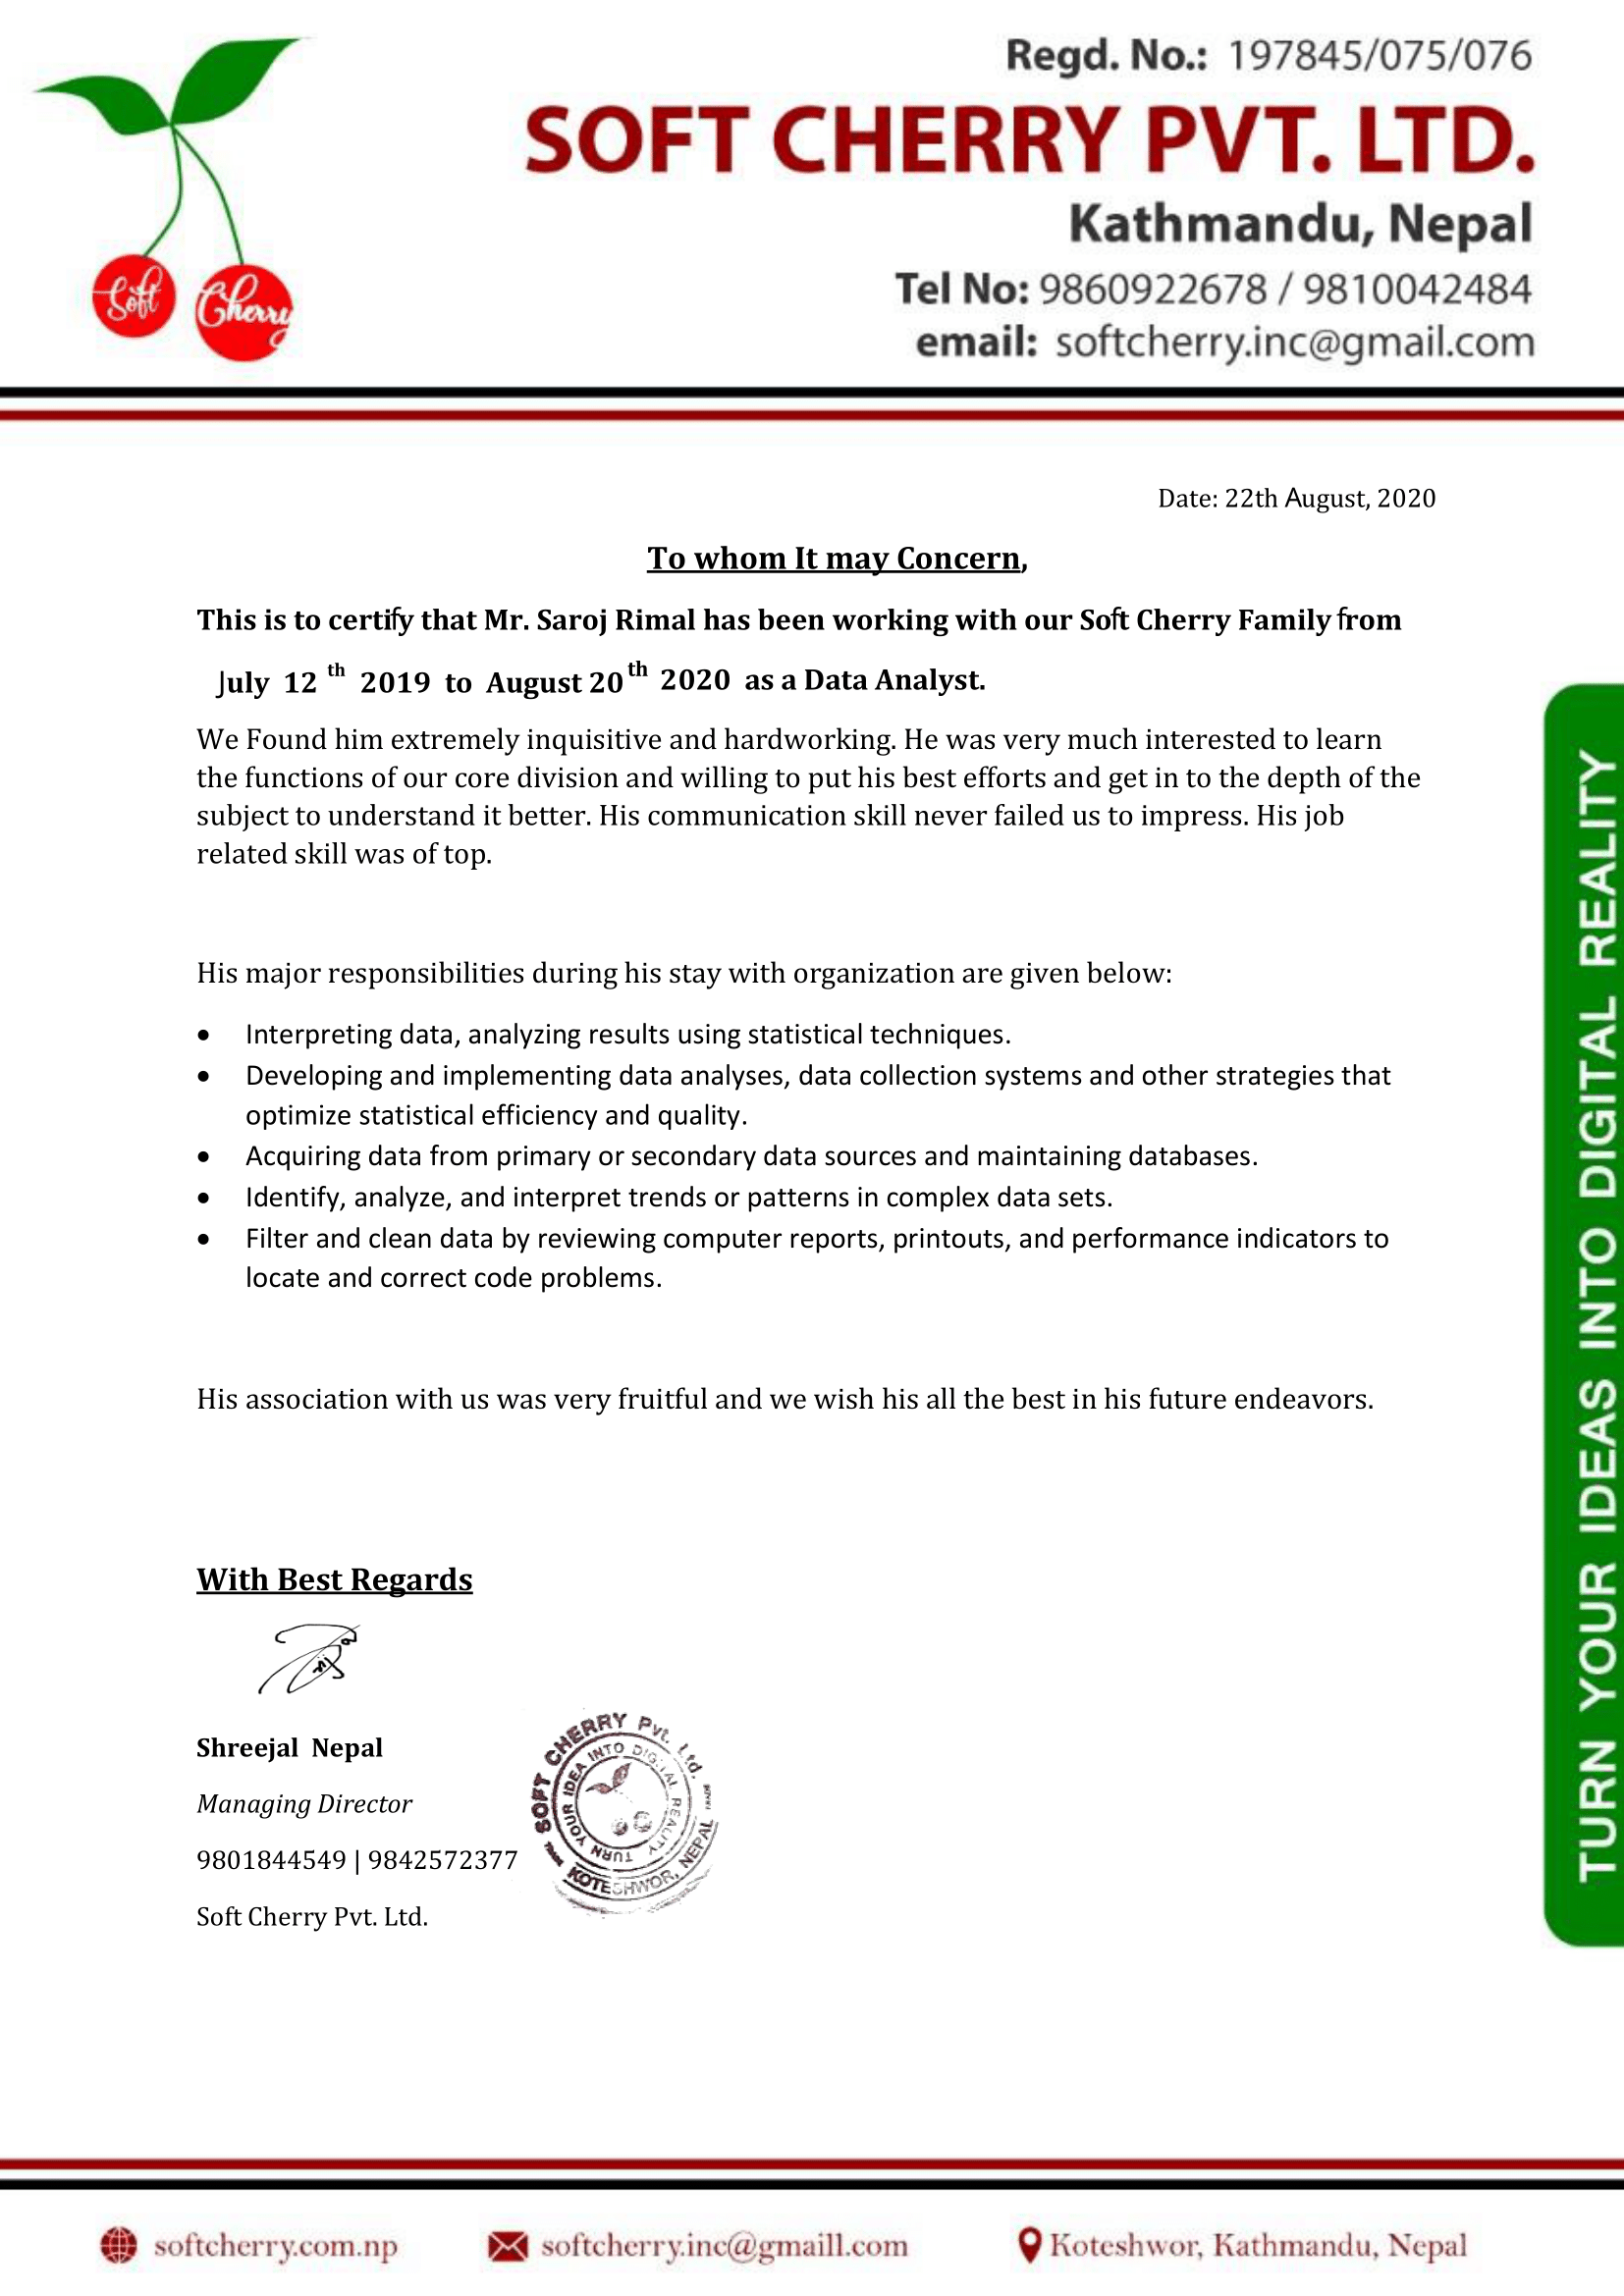 Soft Cherry
Regd. No.: 197845/075/076
SOFT CHERRY PVT. LTD.
Kathmandu, Nepal
Tel No: 9860922678 / 9810042484
email: softcherry.inc@gmail.com
Date: 22th August, 2020
To whom It may Concern,
This is to certify that Mr. Saroj Rimal has been working with our Soft Cherry Family from
July 12 th 2019 to August 20 th 2020 as a Data Analyst.
We Found him extremely inquisitive and hardworking. He was very much interested to learn
the functions of our core division and willing to put his best efforts and get in to the depth of the
subject to understand it better. His communication skill never failed us to impress. His job
related skill was of top.
His major responsibilities during his stay with organization are given below:
• Interpreting data, analyzing results using statistical techniques.
• Developing and implementing data analyses, data collection systems and other strategies that
optimize statistical efficiency and quality.
• Acquiring data from primary or secondary data sources and maintaining databases.
• Identify, analyze, and interpret trends or patterns in complex data sets.
• Filter and clean data by reviewing computer reports, printouts, and performance indicators to
locate and correct code problems.
His association with us was very fruitful and we wish his all the best in his future endeavors.
With Best Regards
Shreejal Nepal
Managing Director
9801844549 | 9842572377
Soft Cherry Pvt. Ltd.
SOFT CHERRY Pvt. Ltd.
TURN YOUR IDEA INTO DIGITAL REALITY
KOTESHWOR, NEPAL
TURN YOUR IDEAS INTO DIGITAL REALITY
softcherry.com.np
softcherry.inc@gmaill.com
Koteshwor, Kathmandu, Nepal